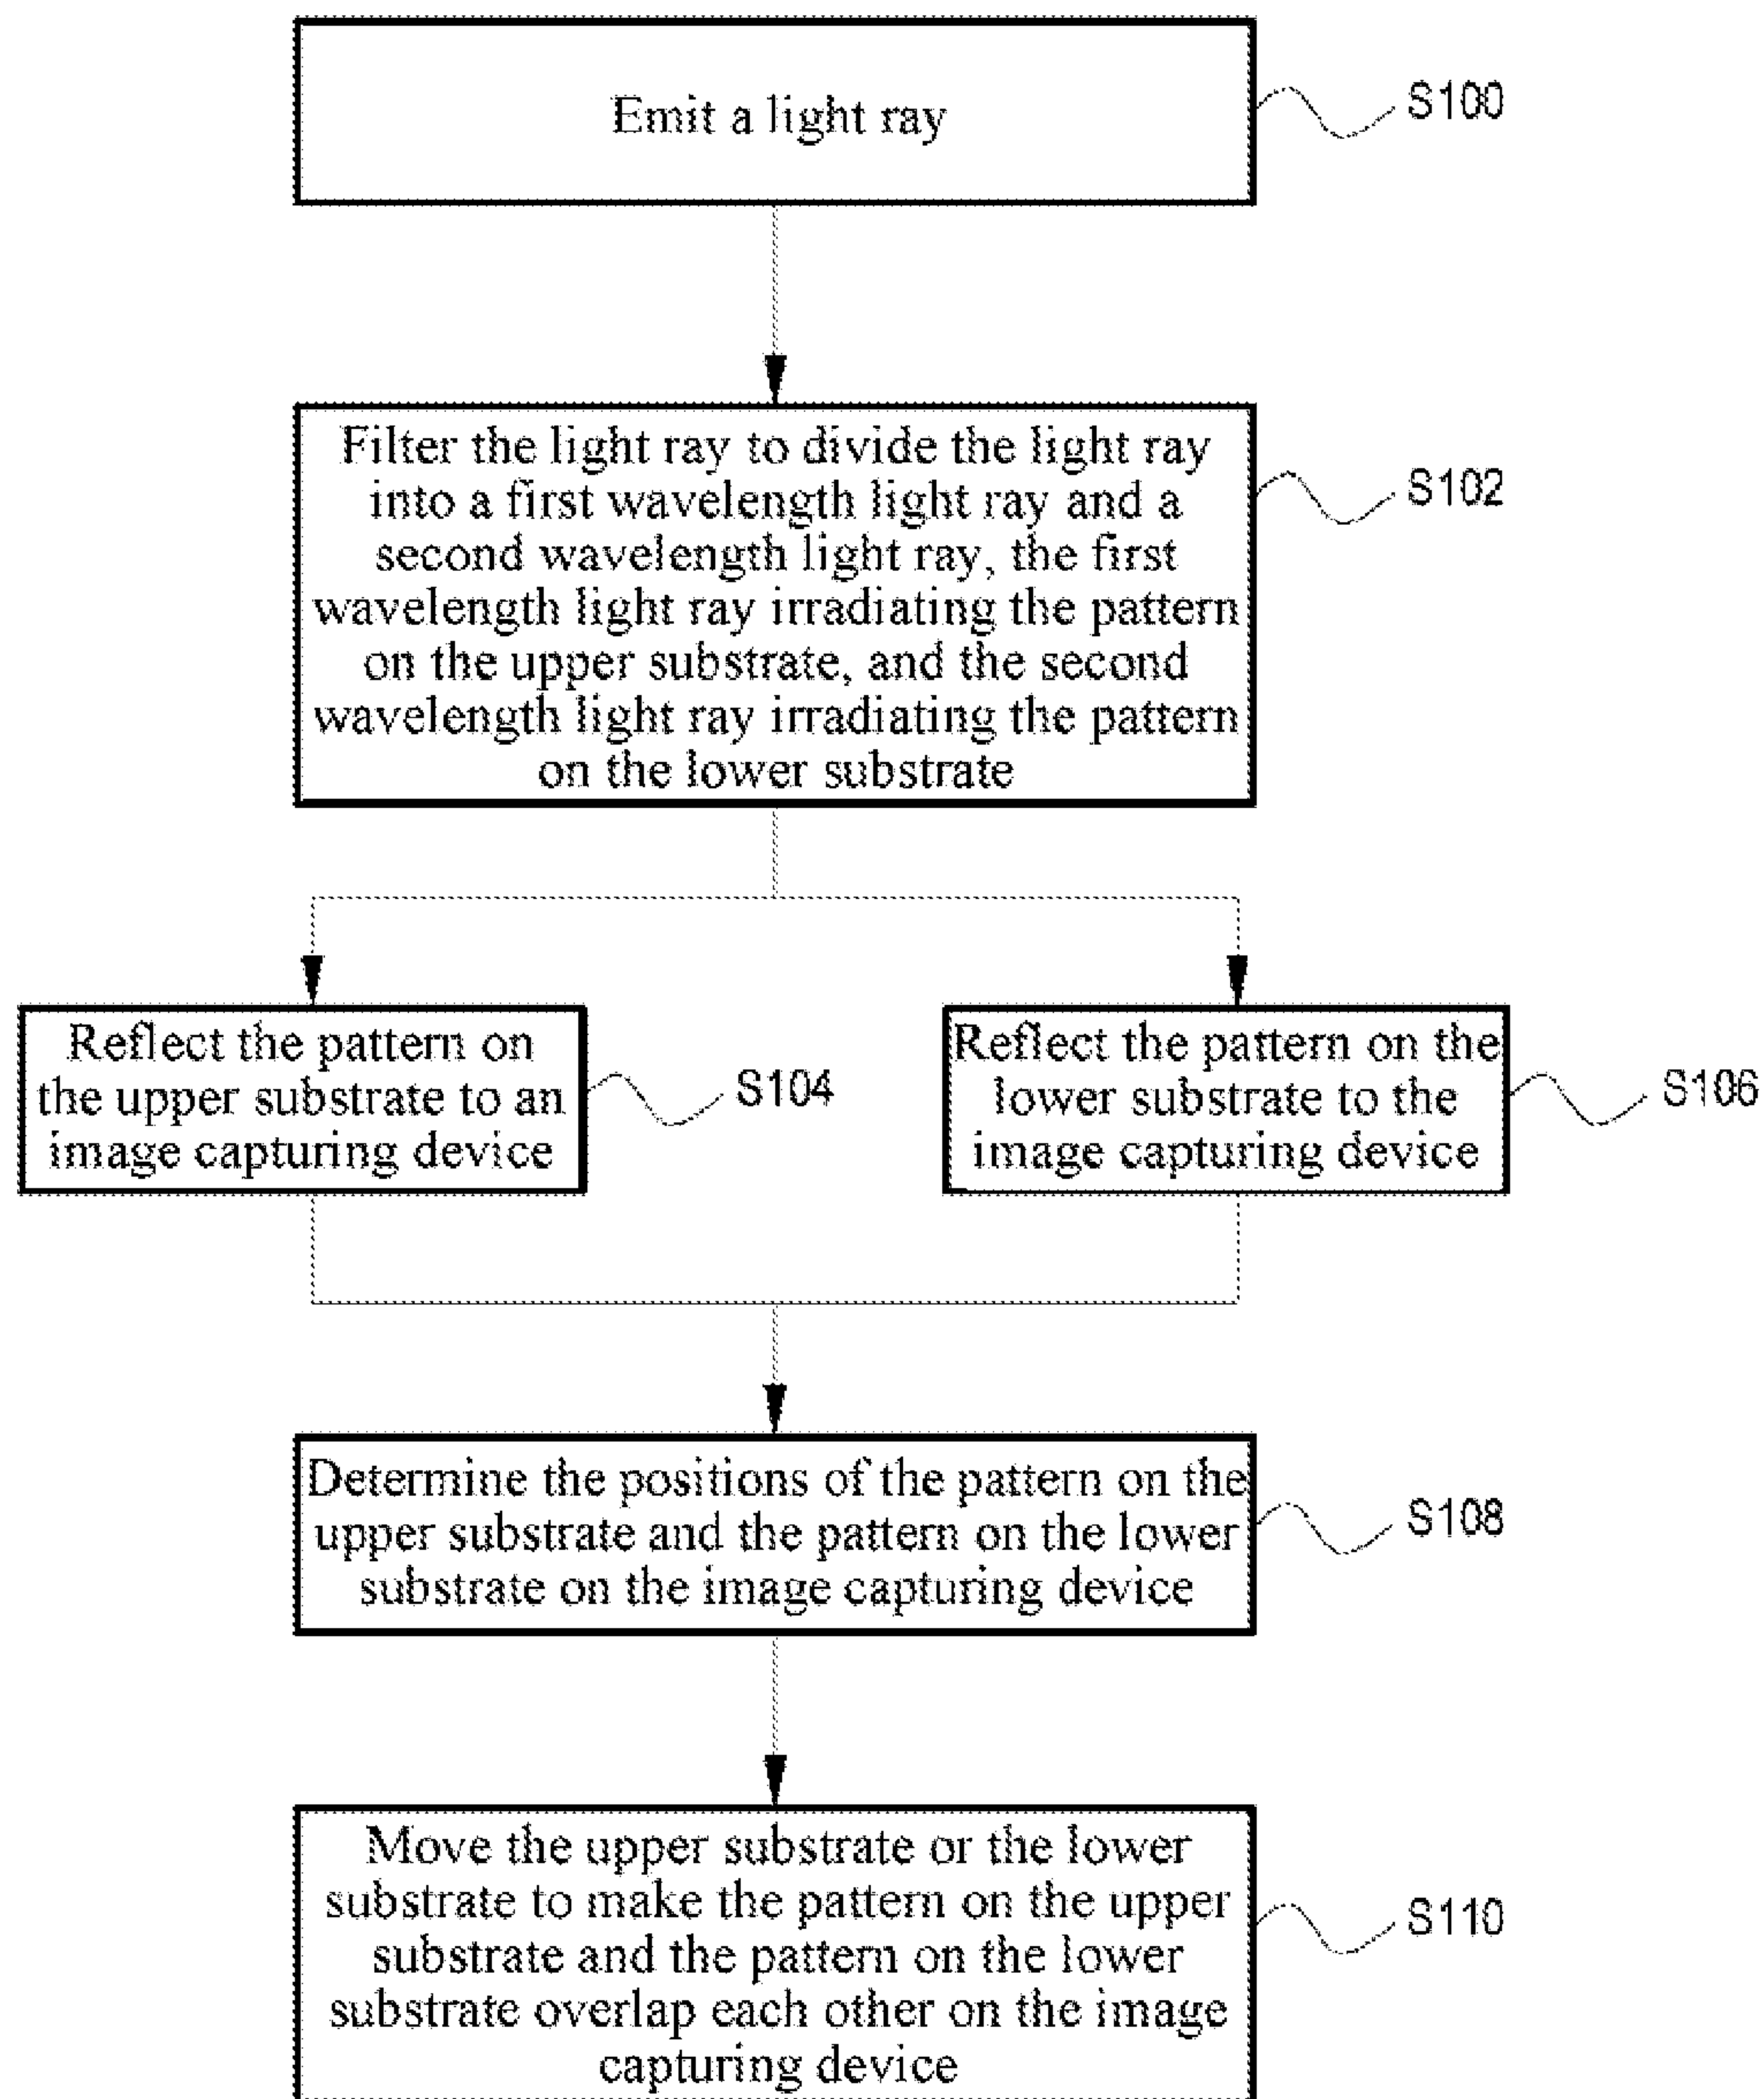 Emit a light ray
S100
Filter the light ray to divide the light ray
into a first wavelength light ray and a
second wavelength light ray, the first
wavelength light ray irradiating the pattern
on the upper substrate, and the second
wavelength light ray irradiating the pattern
on the lower substrate
S102
Reflect the pattern on
the upper substrate to an
image capturing device
S104
Reflect the pattern on the
lower substrate to the
image capturing device
S106
Determine the positions of the pattern on the
upper substrate and the pattern on the lower
substrate on the image capturing device
S108
Move the upper substrate or the lower
substrate to make the pattern on the upper
substrate and the pattern on the lower
substrate overlap each other on the image
capturing device
S110